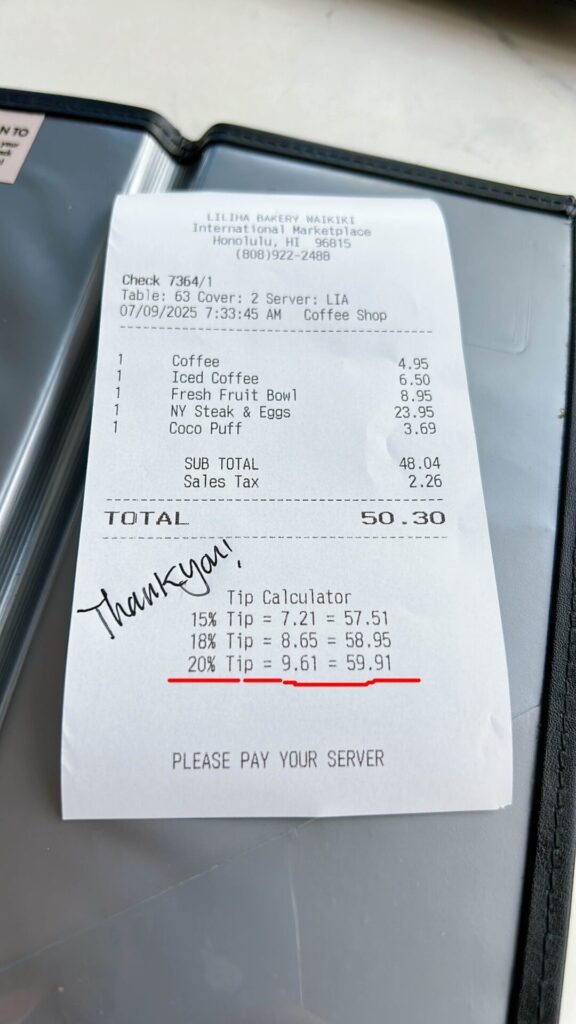 N TO
your
LILIHA BAKERY WAIKIKI
International Marketplace
Honolulu, HI 96815
(808)922-2488
Check 7364/1
Table: 63 Cover: 2 Server: LIA
07/09/2025 7:33:45 AM Coffee Shop
1 Coffee 4.95
1 Iced Coffee 6.50
1 Fresh Fruit Bowl 8.95
1 NY Steak & Eggs 23.95
1 Coco Puff 3.69
SUB TOTAL 48.04
Sales Tax 2.26
TOTAL 50.30
Thank you!
Tip Calculator
15% Tip = 7.21 = 57.51
18% Tip = 8.65 = 58.95
20% Tip = 9.61 = 59.91
PLEASE PAY YOUR SERVER